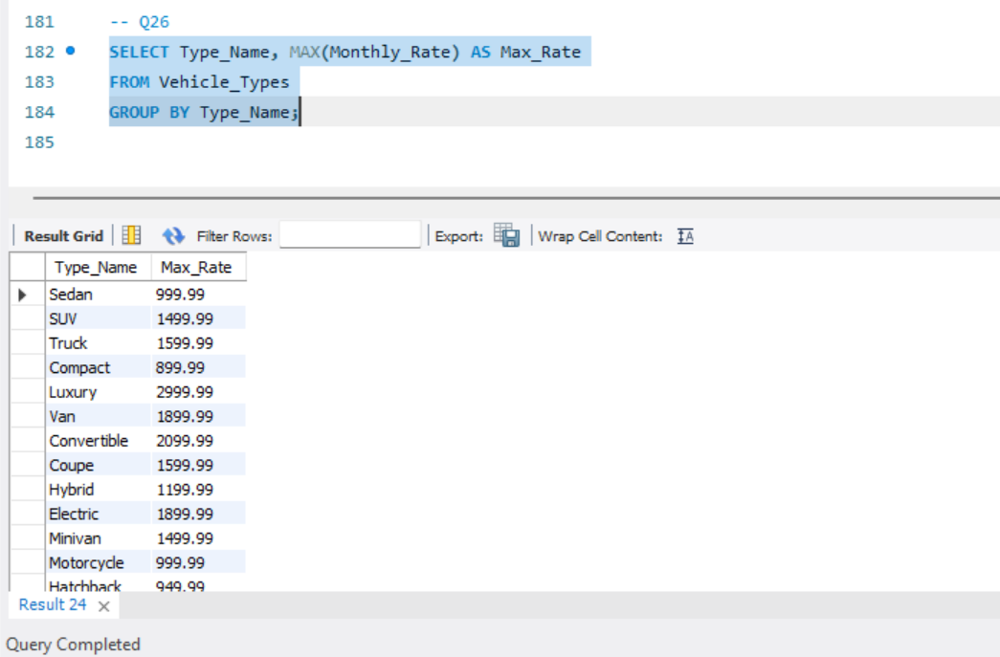 181 -- Q26
182 SELECT Type_Name, MAX(Monthly_Rate) AS Max_Rate
183 FROM Vehicle_Types
184 GROUP BY Type_Name;
185
Result Grid Filter Rows: Export: Wrap Cell Content: IA
Type_Name Max_Rate
Sedan 999.99
SUV 1499.99
Truck 1599.99
Compact 899.99
Luxury 2999.99
Van 1899.99
Convertible 2099.99
Coupe 1599.99
Hybrid 1199.99
Electric 1899.99
Minivan 1499.99
Motorcycle 999.99
Hatchback 949.99
Result 24 ×
Query Completed